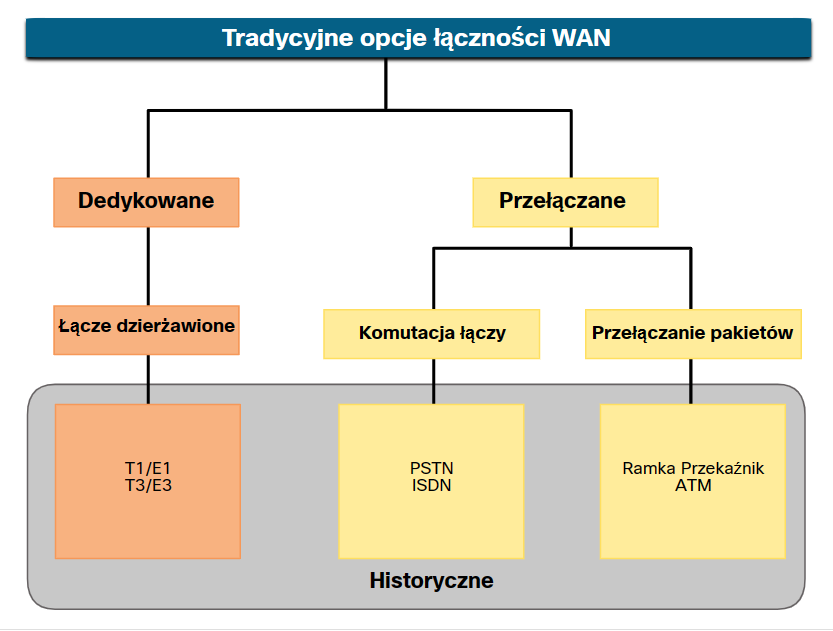 Tradycyjne opcje łączności WAN
Dedykowane
Przełączane
Łącze dzierżawione
Komutacja łączy
Przełączanie pakietów
T1/E1
T3/E3
PSTN
ISDN
Ramka Przekaźnik
ATM
Historyczne